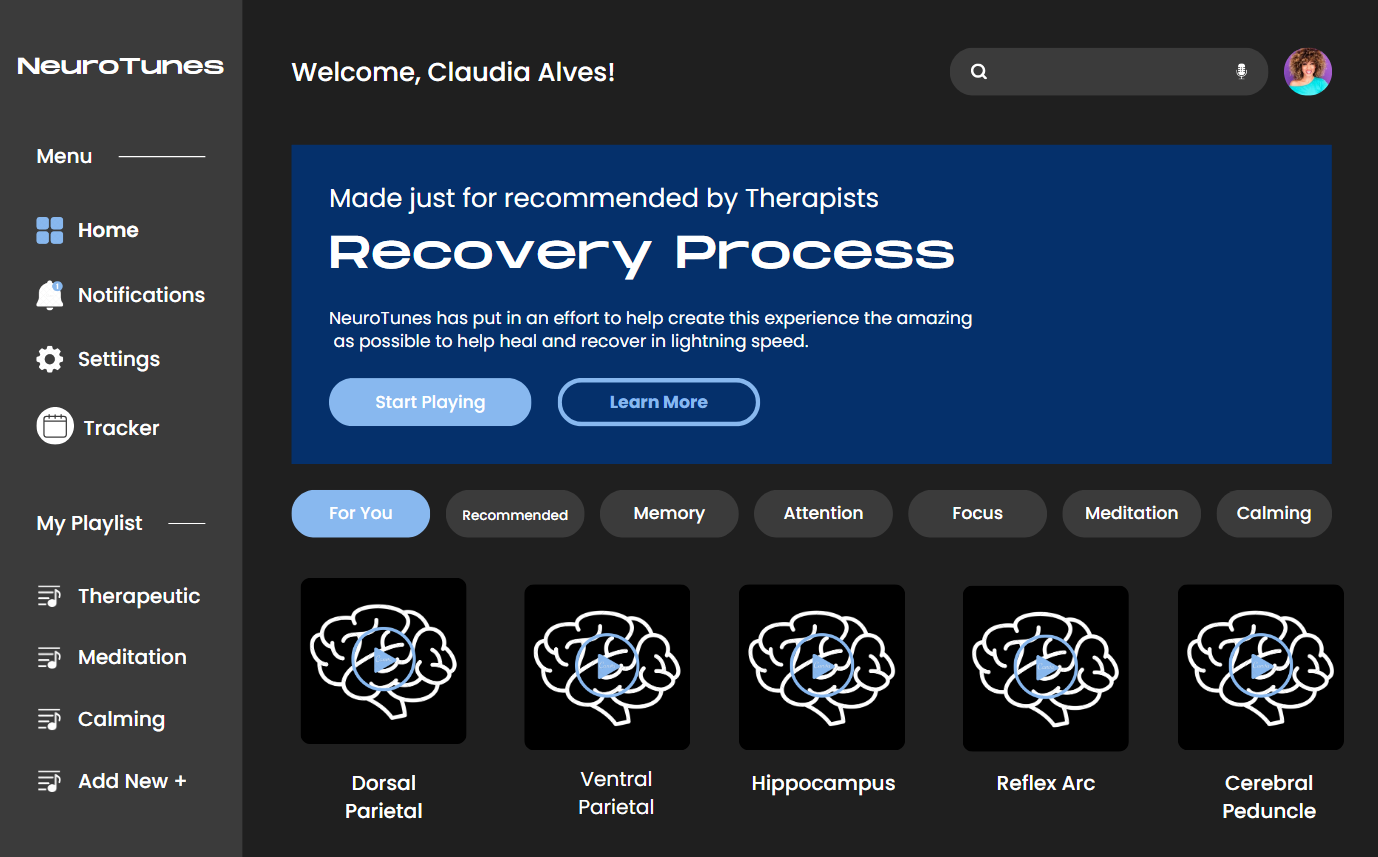 NeuroTunes
Menu
Home
1
Notifications
Settings
Tracker
My Playlist
Therapeutic
Meditation
Calming
Add New +
Welcome, Claudia Alves!
Made just for recommended by Therapists
Recovery Process
NeuroTunes has put in an effort to help create this experience the amazing
as possible to help heal and recover in lightning speed.
Start Playing
Learn More
For You
Recommended
Memory
Attention
Focus
Meditation
Calming
Dorsal
Parietal
Ventral
Parietal
Hippocampus
Reflex Arc
Cerebral
Peduncle